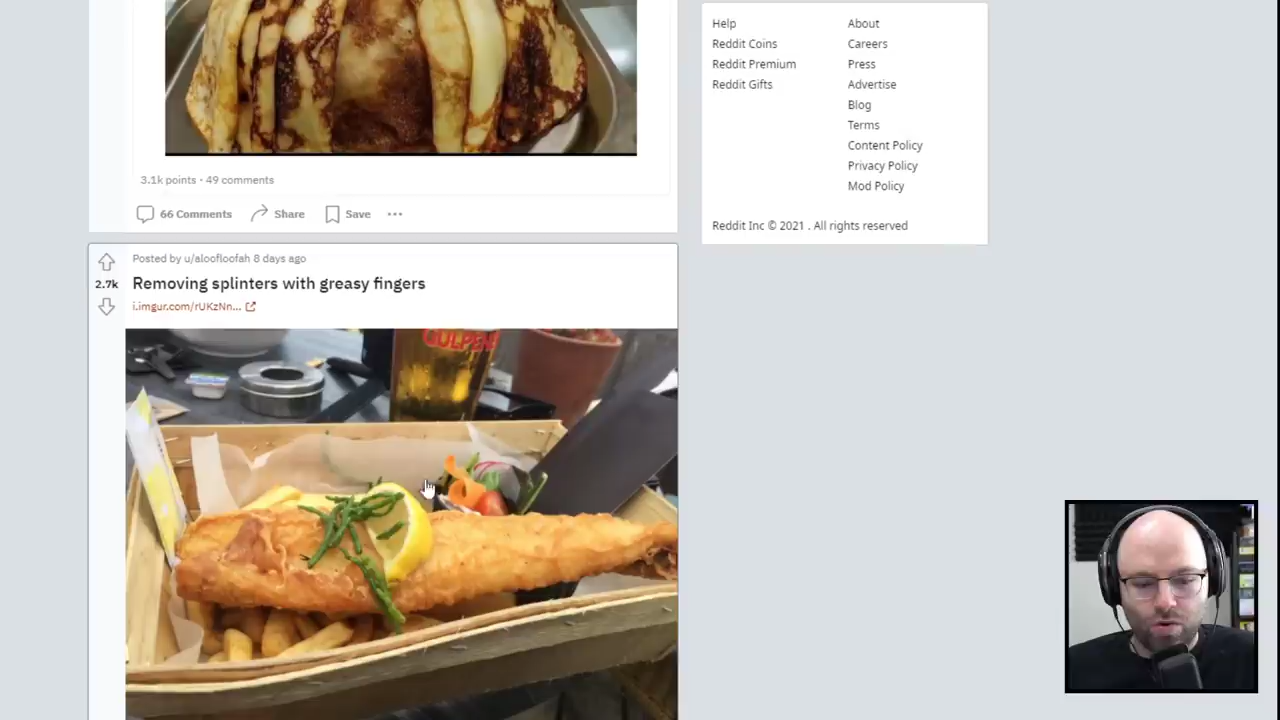 Help
About
Reddit Coins
Careers
Reddit Premium
Press
Reddit Gifts
Advertise
Blog
Terms
Content Policy
Privacy Policy
Mod Policy
Reddit Inc © 2021 . All rights reserved
3.1k points • 49 comments
66 Comments
Share
Save
Posted by u/aloofloofah 8 days ago
2.7k
Removing splinters with greasy fingers
i.imgur.com/rUKzNn...
GULPEN